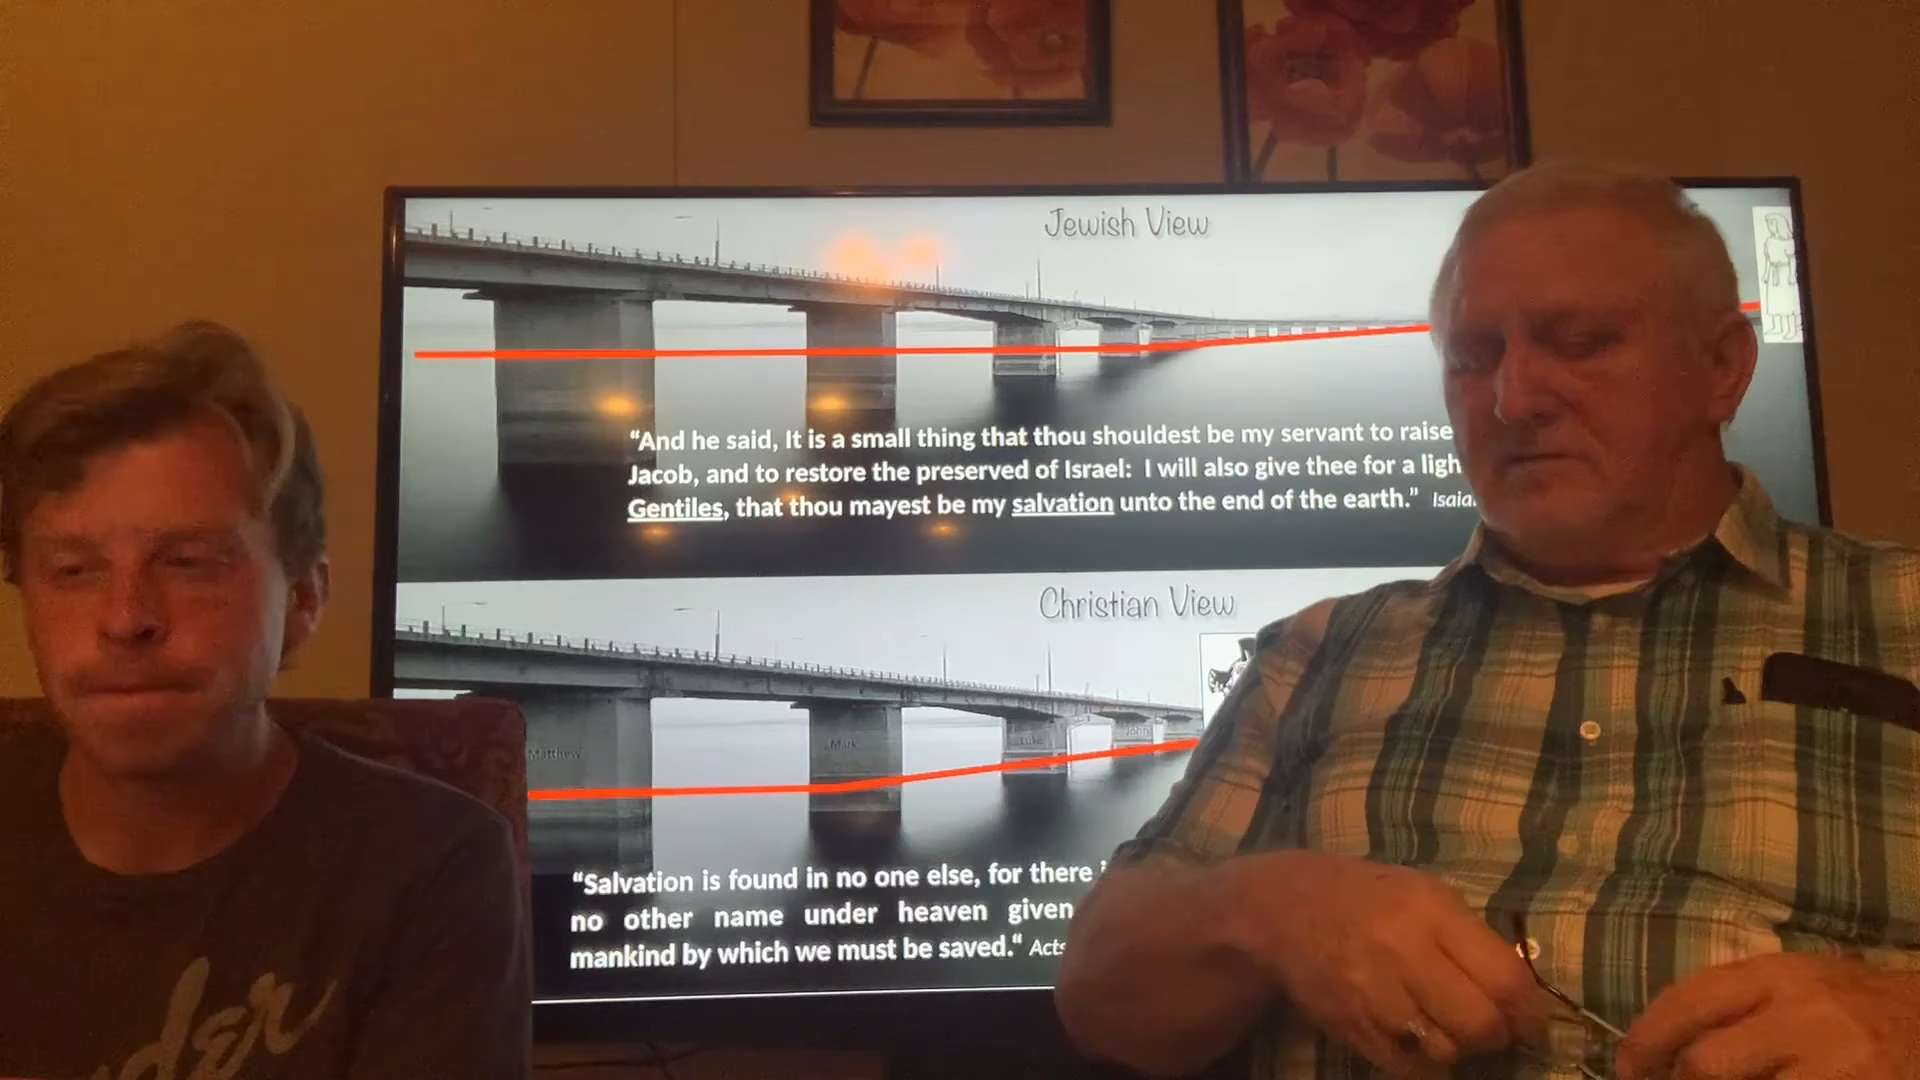 Jewish View
“And he said, It is a small thing that thou shouldest be my servant to raise
Jacob, and to restore the preserved of Israel: I will also give thee for a
Gentiles, that thou mayest be my salvation unto the end of the earth.”
Christian View
Matthew
Mark
Luke
John
“Salvation is found in no one else, for there
no other name under heaven given
mankind by which we must be saved.“ Acts